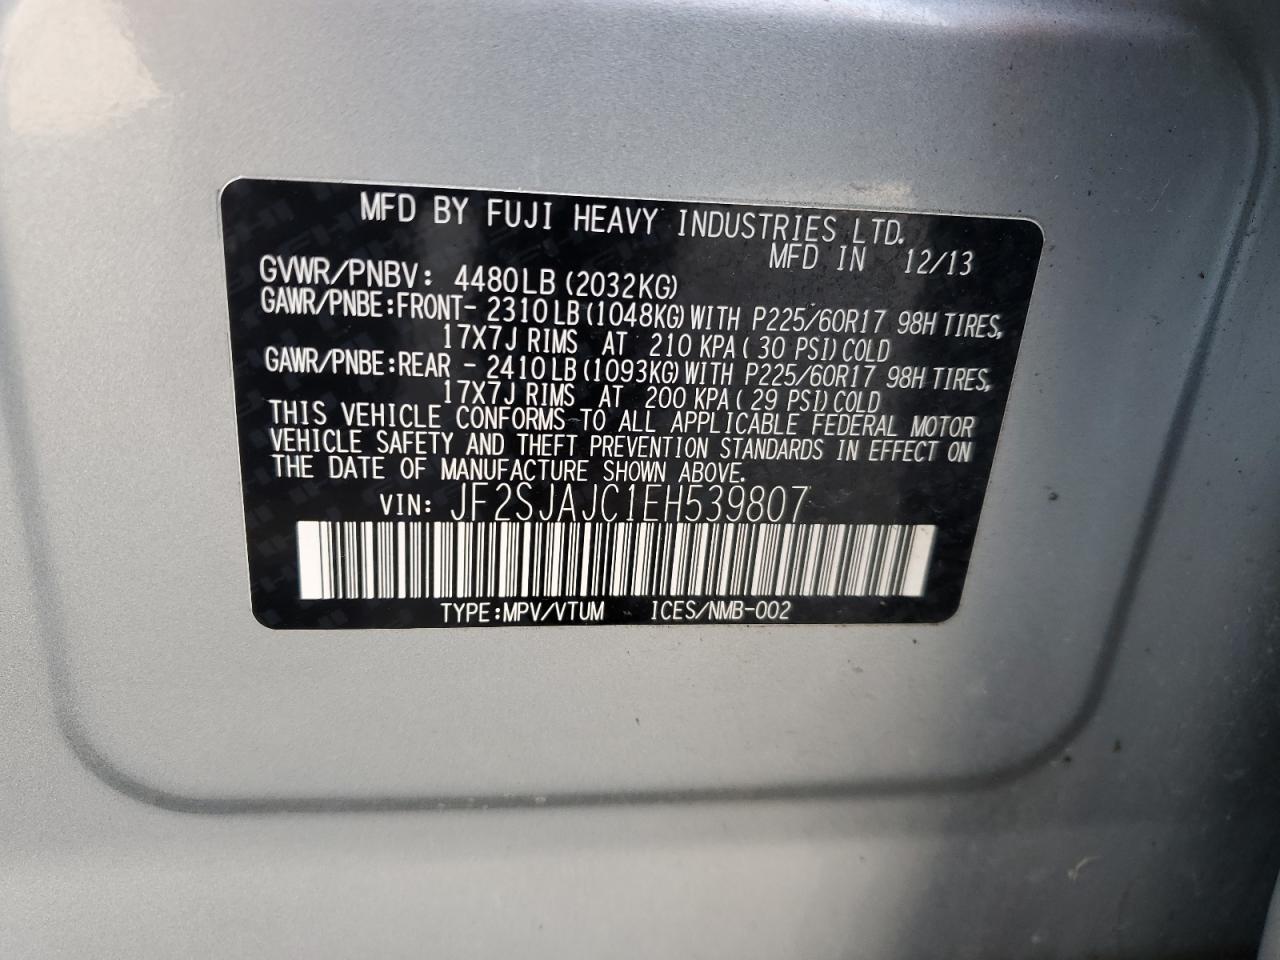 MFD BY FUJI HEAVY INDUSTRIES LTD.
MFD IN 12/13
GVWR/PNBV: 4480LB (2032KG)
GAWR/PNBE:FRONT- 2310LB (1048KG) WITH P225/60R17 98H TIRES,
17X7J RIMS AT 210 KPA ( 30 PSI) COLD
GAWR/PNBE:REAR - 2410LB (1093KG) WITH P225/60R17 98H TIRES,
17X7J RIMS AT 200 KPA ( 29 PSI) COLD
THIS VEHICLE CONFORMS TO ALL APPLICABLE FEDERAL MOTOR
VEHICLE SAFETY AND THEFT PREVENTION STANDARDS IN EFFECT ON
THE DATE OF MANUFACTURE SHOWN ABOVE.
VIN: JF2SJAJC1EH539807
TYPE:MPV/VTUM ICES/NMB-002